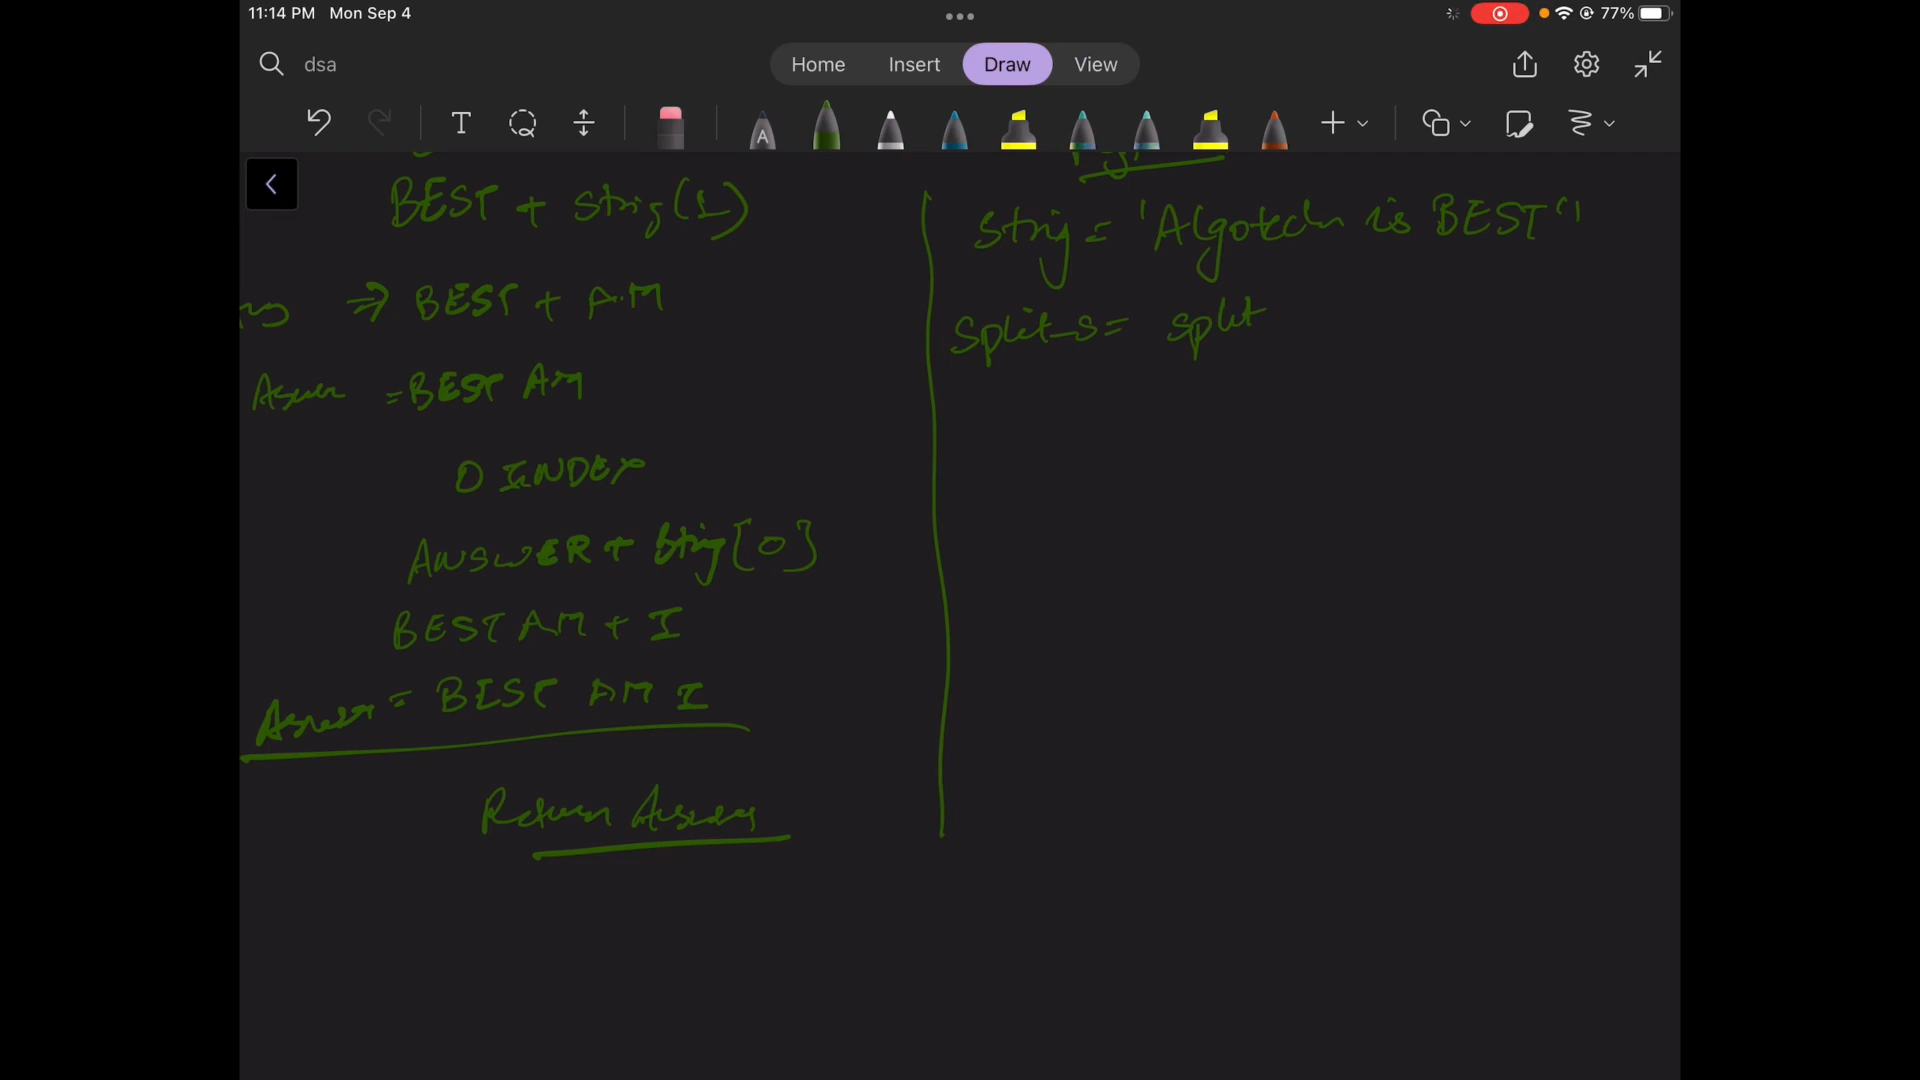 11:14 PM Mon Sep 4
77%
dsa
Home Insert Draw View
A
BEST + string(1)
⇒ BEST + AM
= BEST AM
0 INDEX
ANSWER + string[0]
BEST AM + I
Answer = BEST AM I
Return Answer
string = 'Algotech is BEST'
split_s = split